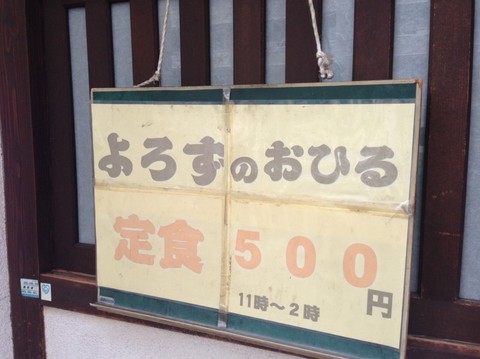 よろずのおひる
定食500円
11時～2時